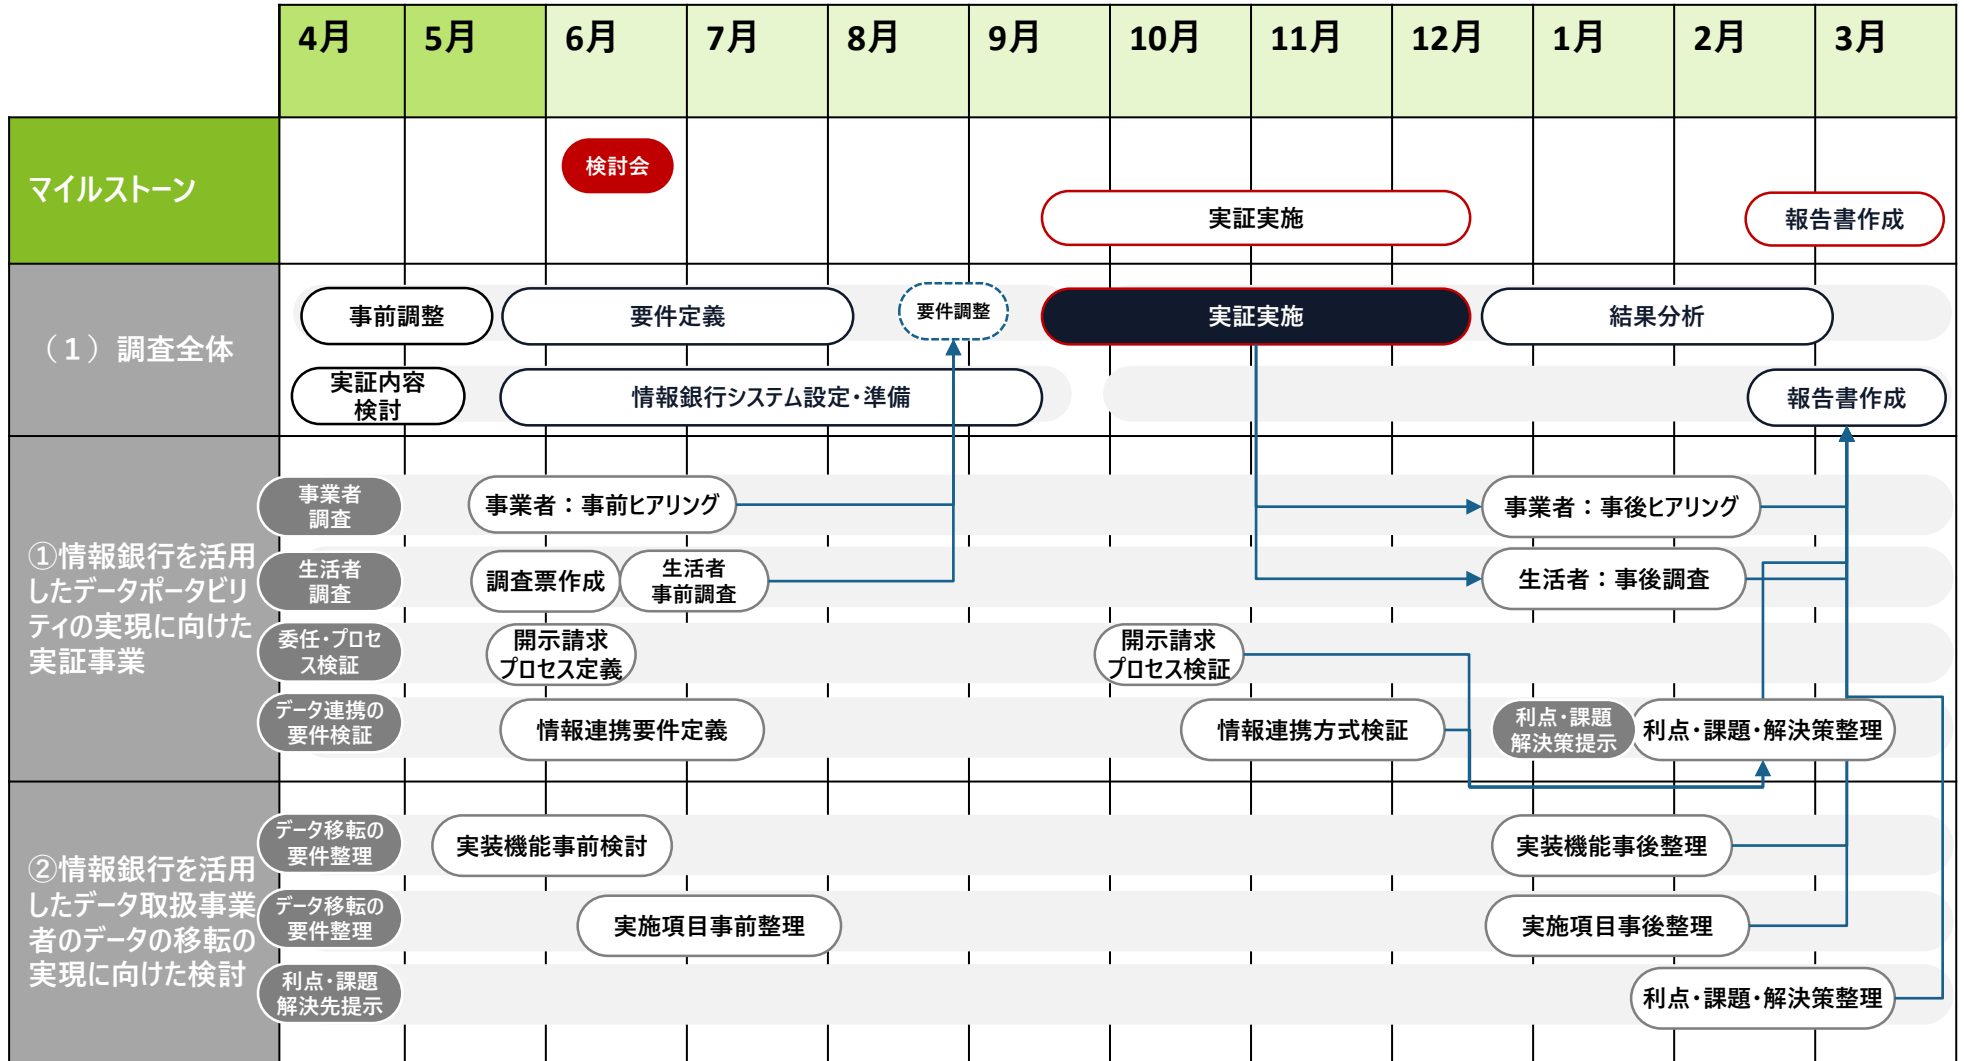 4月
5月
6月
7月
8月
9月
10月
11月
12月
1月
2月
3月
マイルストーン
検討会
実証実施
報告書作成
（１）調査全体
事前調整
要件定義
要件調整
実証実施
結果分析
実証内容
検討
情報銀行システム設定・準備
報告書作成
①情報銀行を活用
したデータポータビリ
ティの実現に向けた
実証事業
事業者
調査
事業者：事前ヒアリング
事業者：事後ヒアリング
生活者
調査
調査票作成
生活者
事前調査
生活者：事後調査
委任・プロセ
ス検証
開示請求
プロセス定義
開示請求
プロセス検証
データ連携の
要件検証
情報連携要件定義
情報連携方式検証
利点・課題
解決策提示
利点・課題・解決策整理
②情報銀行を活用
したデータ取扱事業
者のデータの移転の
実現に向けた検討
データ移転の
要件整理
実装機能事前検討
実装機能事後整理
データ移転の
要件整理
実施項目事前整理
実施項目事後整理
利点・課題
解決先提示
利点・課題・解決策整理